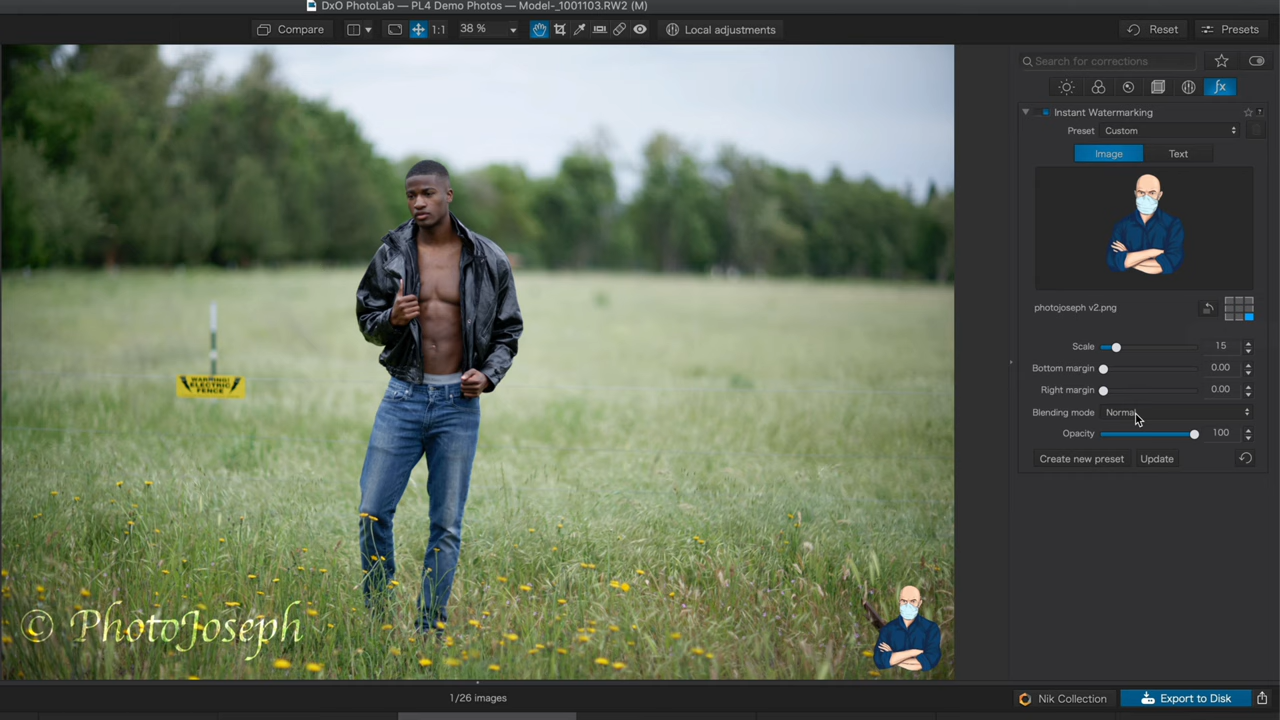 DxO PhotoLab — PL4 Demo Photos — Model-_1001103.RW2 (M)
Compare
1:1
38 %
Local adjustments
Reset
Presets
Search for corrections
fx
Instant Watermarking
?
Preset Custom
Image Text
photojoseph v2.png
Scale 15
Bottom margin 0.00
Right margin 0.00
Blending mode Normal
Opacity 100
Create new preset Update
WARNING!
ELECTRIC
FENCE
© PhotoJoseph
1/26 images
Nik Collection
Export to Disk